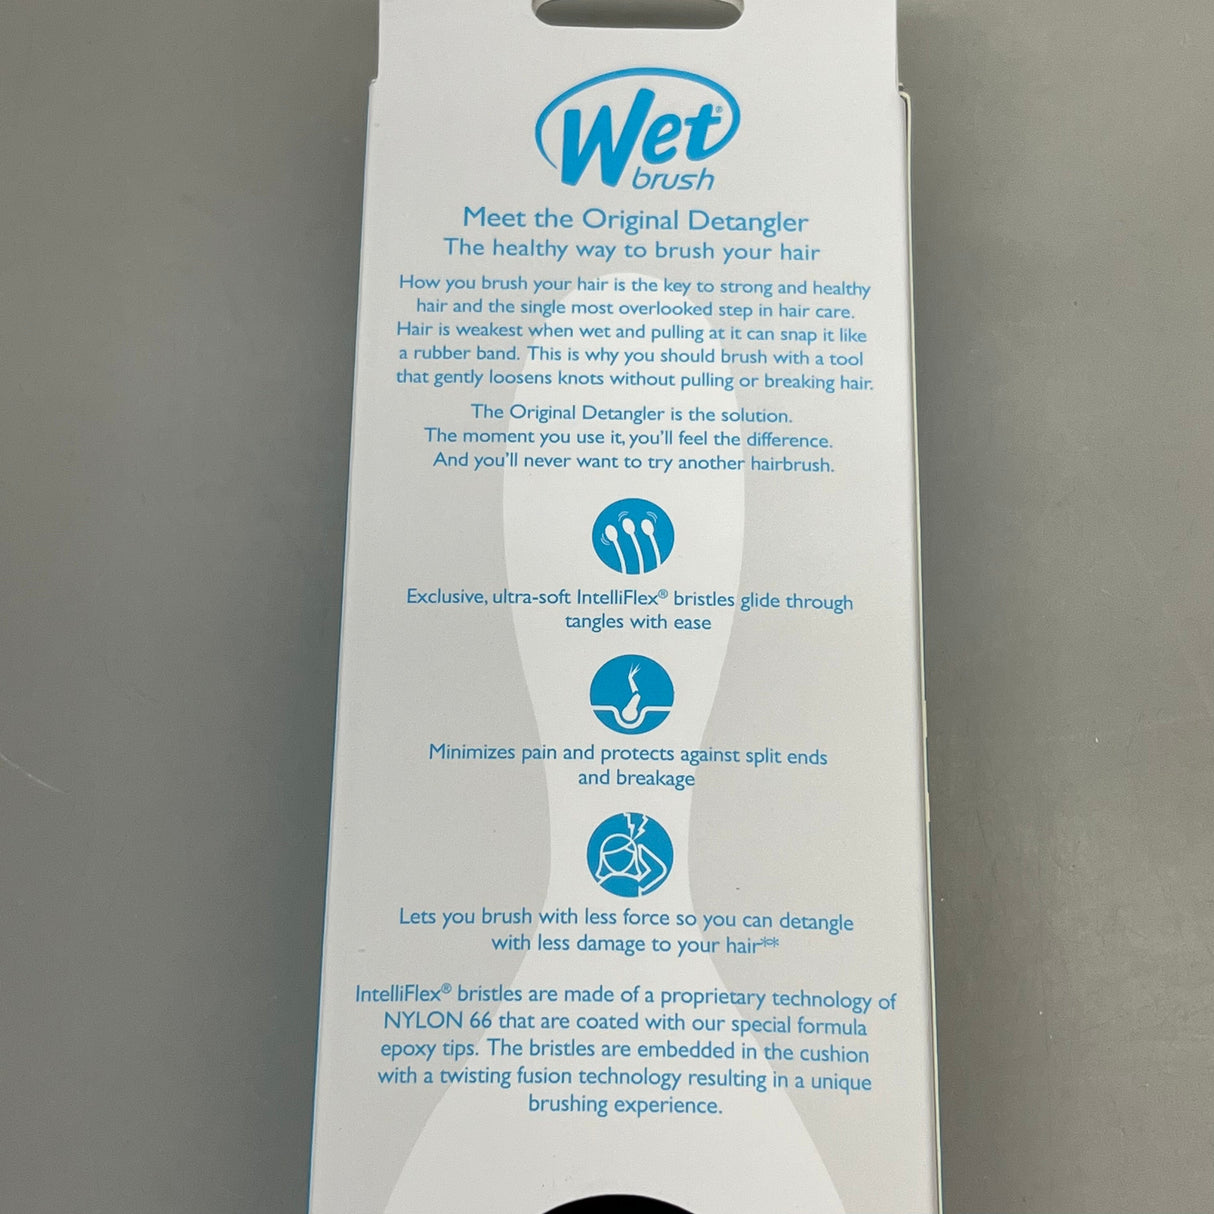 Wet®
brush
Meet the Original Detangler
The healthy way to brush your hair
How you brush your hair is the key to strong and healthy
hair and the single most overlooked step in hair care.
Hair is weakest when wet and pulling at it can snap it like
a rubber band. This is why you should brush with a tool
that gently loosens knots without pulling or breaking hair.
The Original Detangler is the solution.
The moment you use it, you'll feel the difference.
And you'll never want to try another hairbrush.
Exclusive, ultra-soft IntelliFlex® bristles glide through
tangles with ease
Minimizes pain and protects against split ends
and breakage
Lets you brush with less force so you can detangle
with less damage to your hair**
IntelliFlex® bristles are made of a proprietary technology of
NYLON 66 that are coated with our special formula
epoxy tips. The bristles are embedded in the cushion
with a twisting fusion technology resulting in a unique
brushing experience.